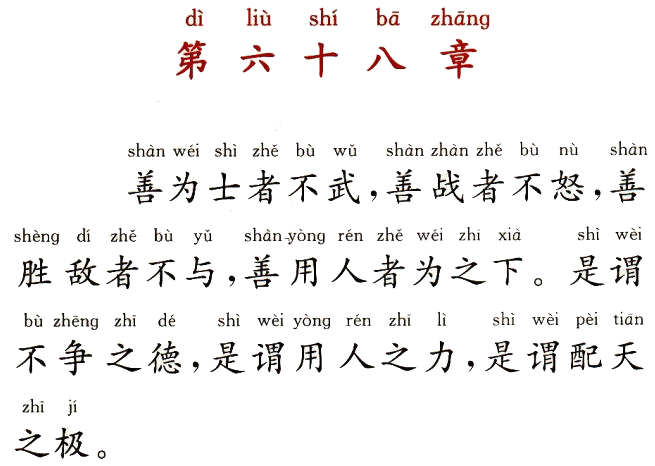 dì liù shí bā zhāng
第六十八章
shàn wéi shì zhě bù wǔ shàn zhàn zhě bù nù shàn
善为士者不武，善战者不怒，善
shèng dí zhě bù yǔ shàn yòng rén zhě wéi zhī xià shì wèi
胜敌者不与，善用人者为之下。是谓
bù zhēng zhī dé shì wèi yòng rén zhī lì shì wèi pèi tiān
不争之德，是谓用人之力，是谓配天
zhī jí
之极。